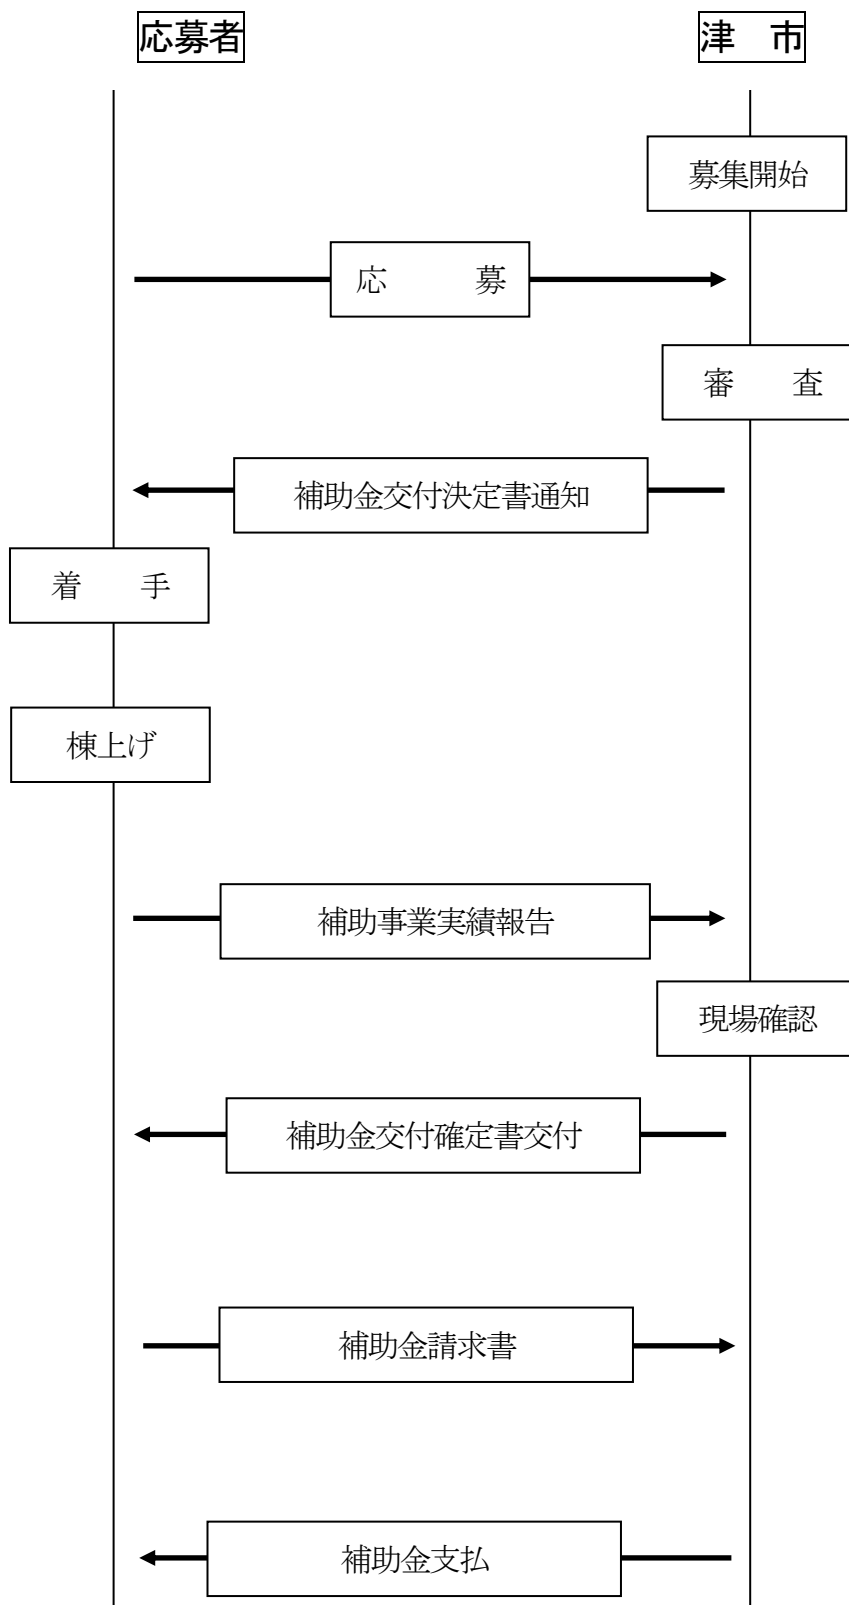 応募者
津　市
募集開始
応　　　募
審　　査
補助金交付決定書通知
着　　手
棟上げ
補助事業実績報告
現場確認
補助金交付確定書交付
補助金請求書
補助金支払